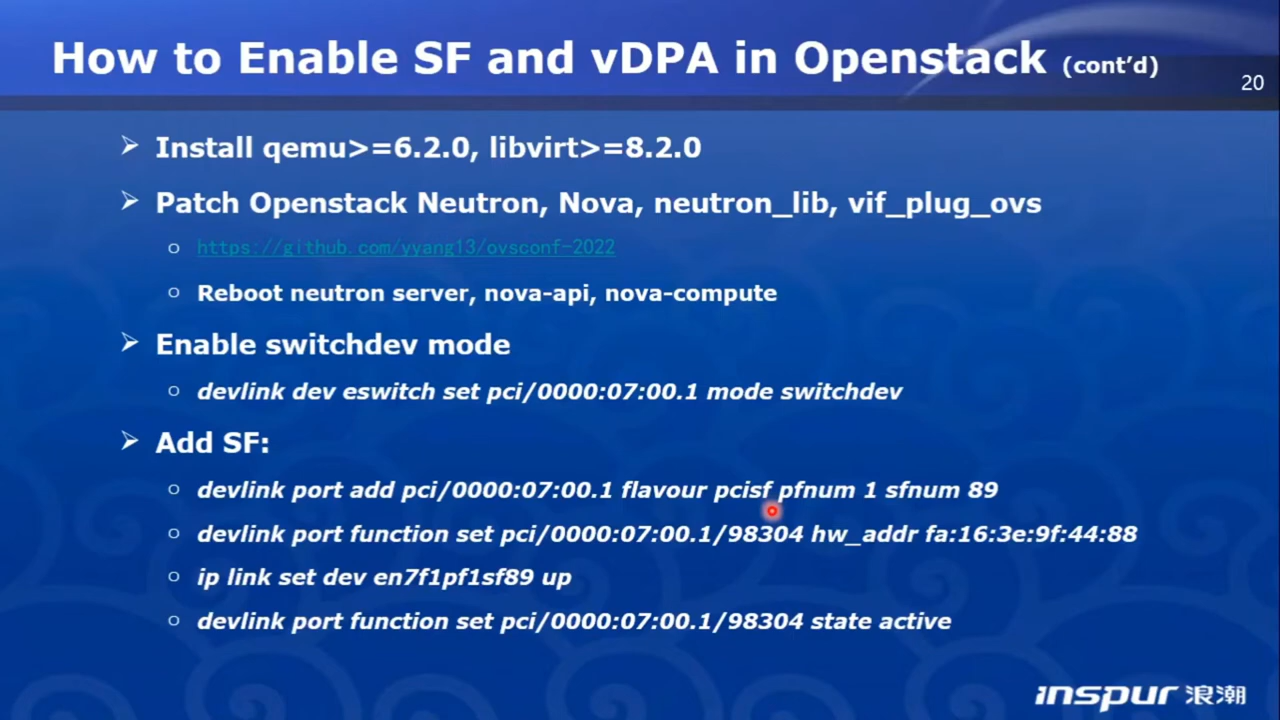 How to Enable SF and vDPA in Openstack (cont’d)
20
Install qemu>=6.2.0, libvirt>=8.2.0
Patch Openstack Neutron, Nova, neutron_lib, vif_plug_ovs
https://github.com/yyang13/ovsconf-2022
Reboot neutron server, nova-api, nova-compute
Enable switchdev mode
devlink dev eswitch set pci/0000:07:00.1 mode switchdev
Add SF:
devlink port add pci/0000:07:00.1 flavour pcisf pfnum 1 sfnum 89
devlink port function set pci/0000:07:00.1/98304 hw_addr fa:16:3e:9f:44:88
ip link set dev en7f1pf1sf89 up
devlink port function set pci/0000:07:00.1/98304 state active
inspur 浪潮